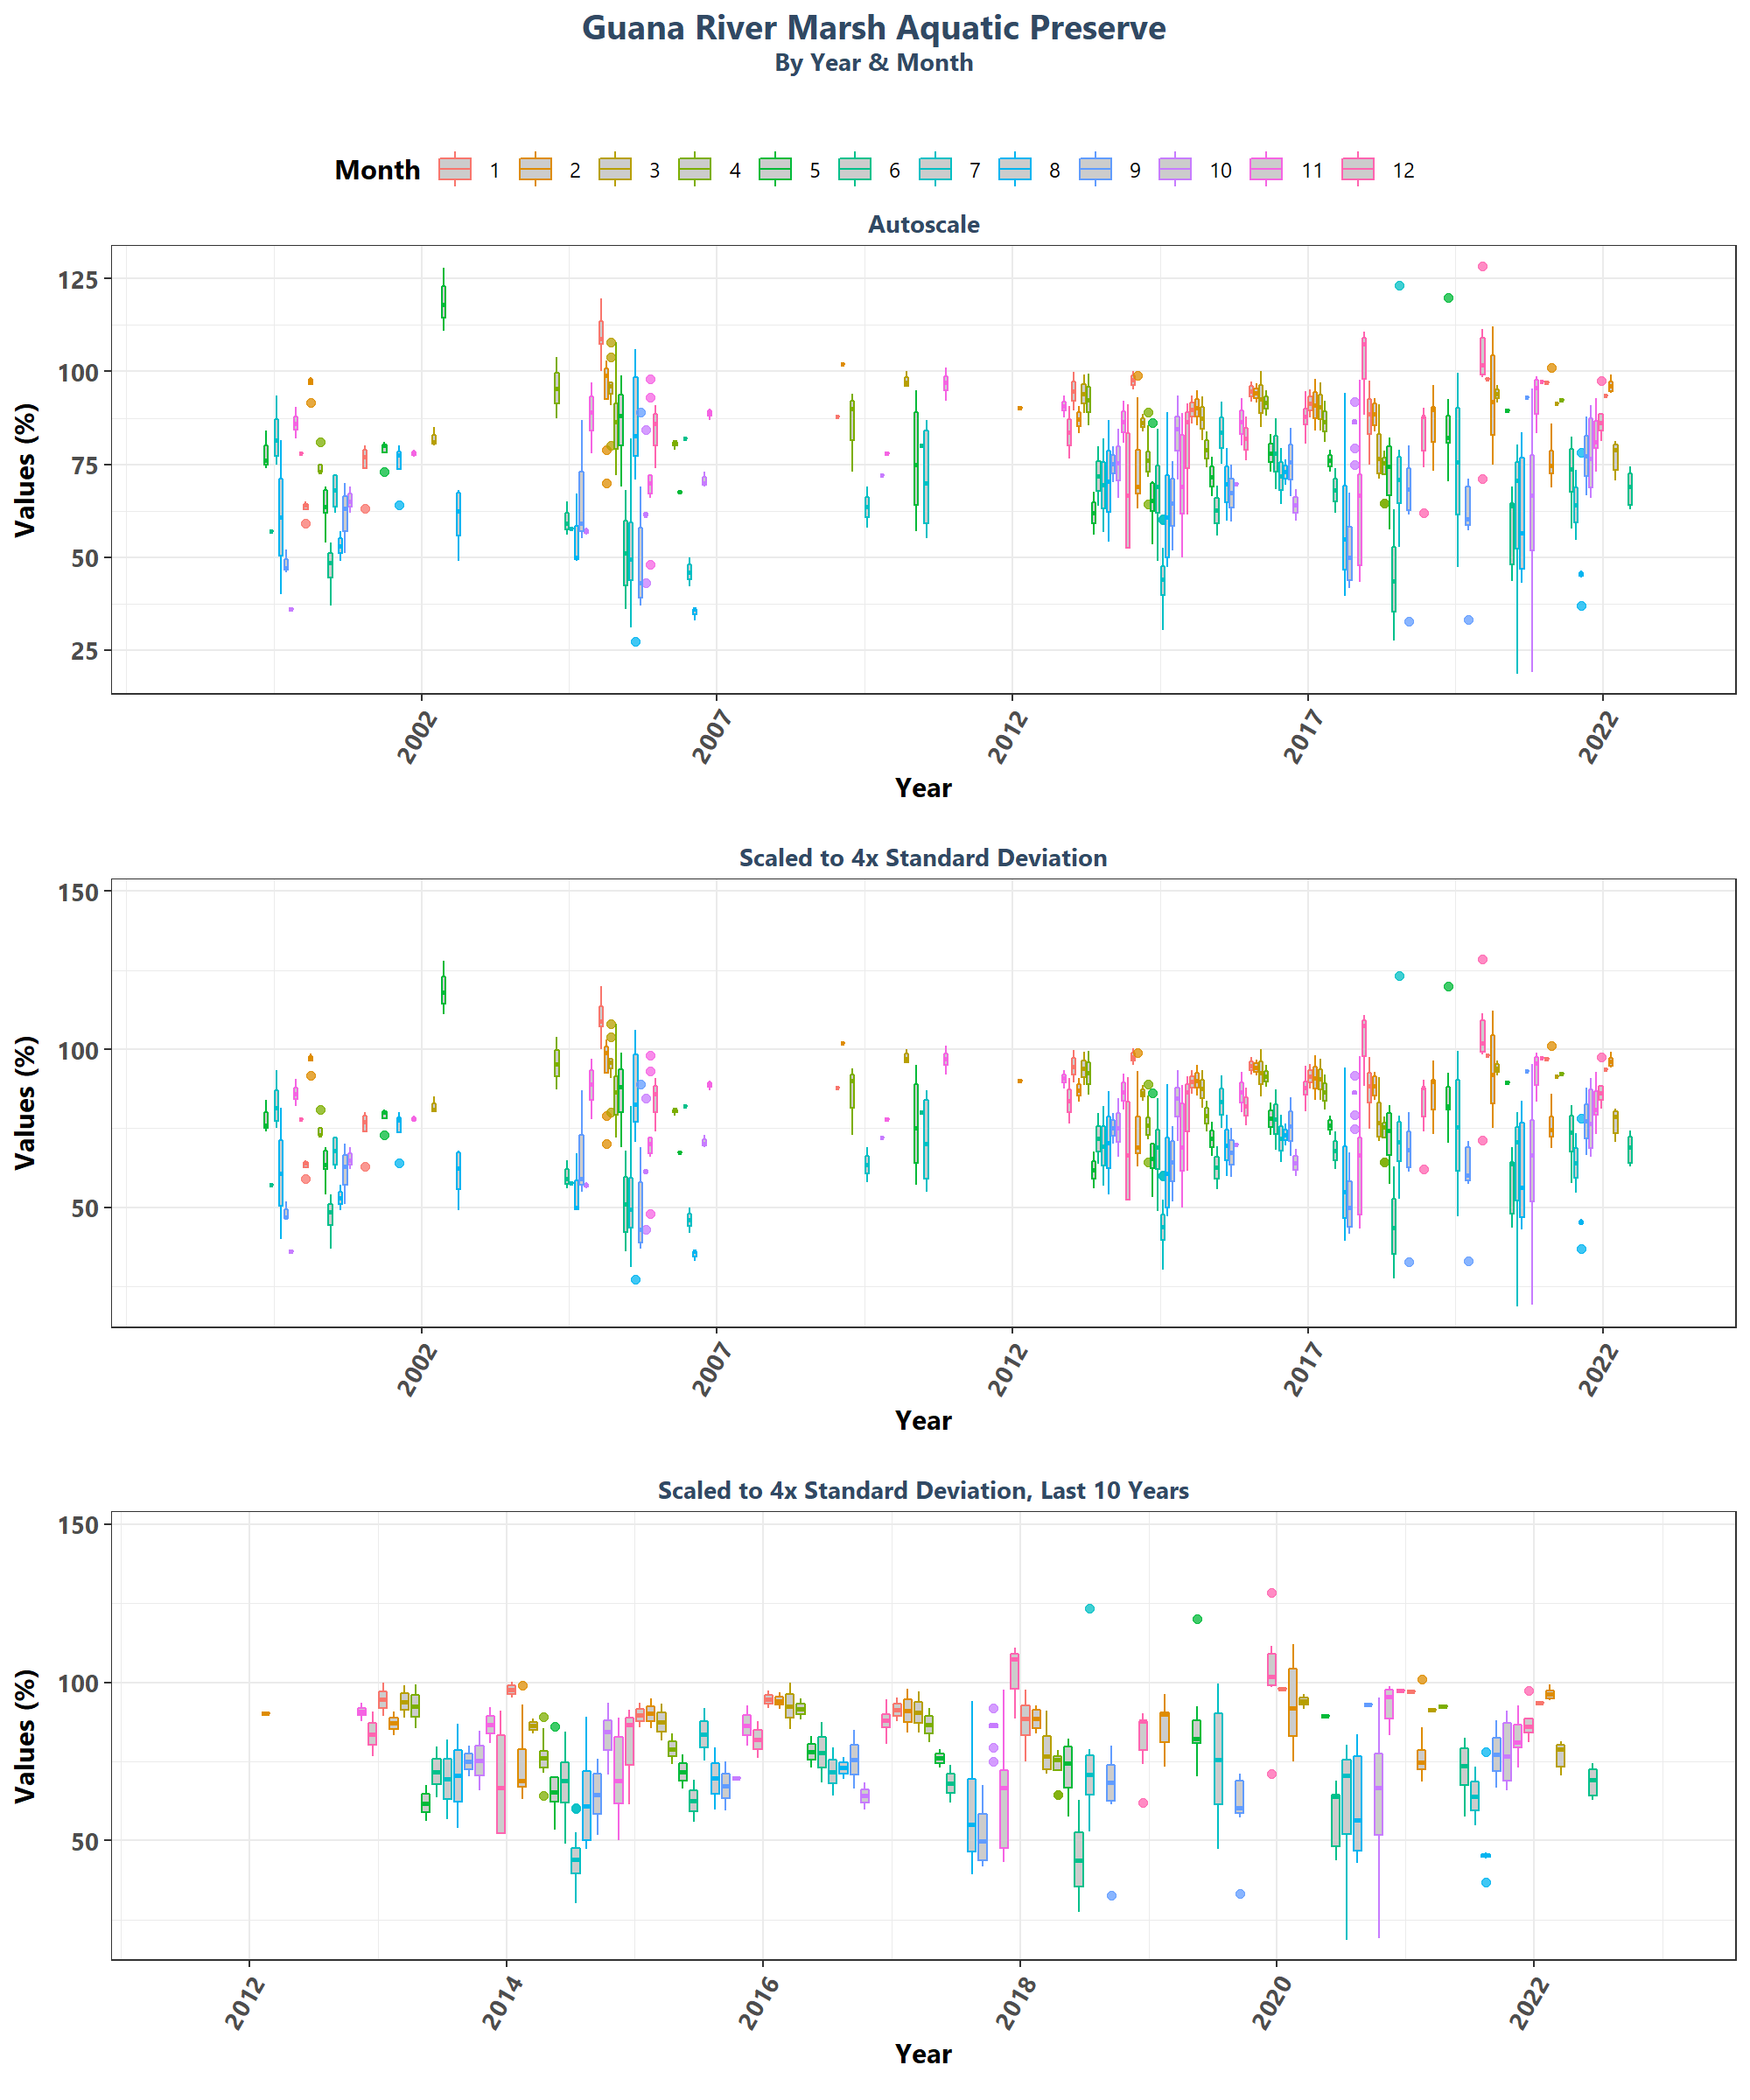 Guana River Marsh Aquatic Preserve
By Year & Month
Month 1 2 3 4 5 6 7 8 9 10 11 12
Autoscale
Values (%)
125
100
75
50
25
2002 2007 2012 2017 2022
Year
Scaled to 4x Standard Deviation
Values (%)
150
100
50
2002 2007 2012 2017 2022
Year
Scaled to 4x Standard Deviation, Last 10 Years
Values (%)
150
100
50
2012 2014 2016 2018 2020 2022
Year